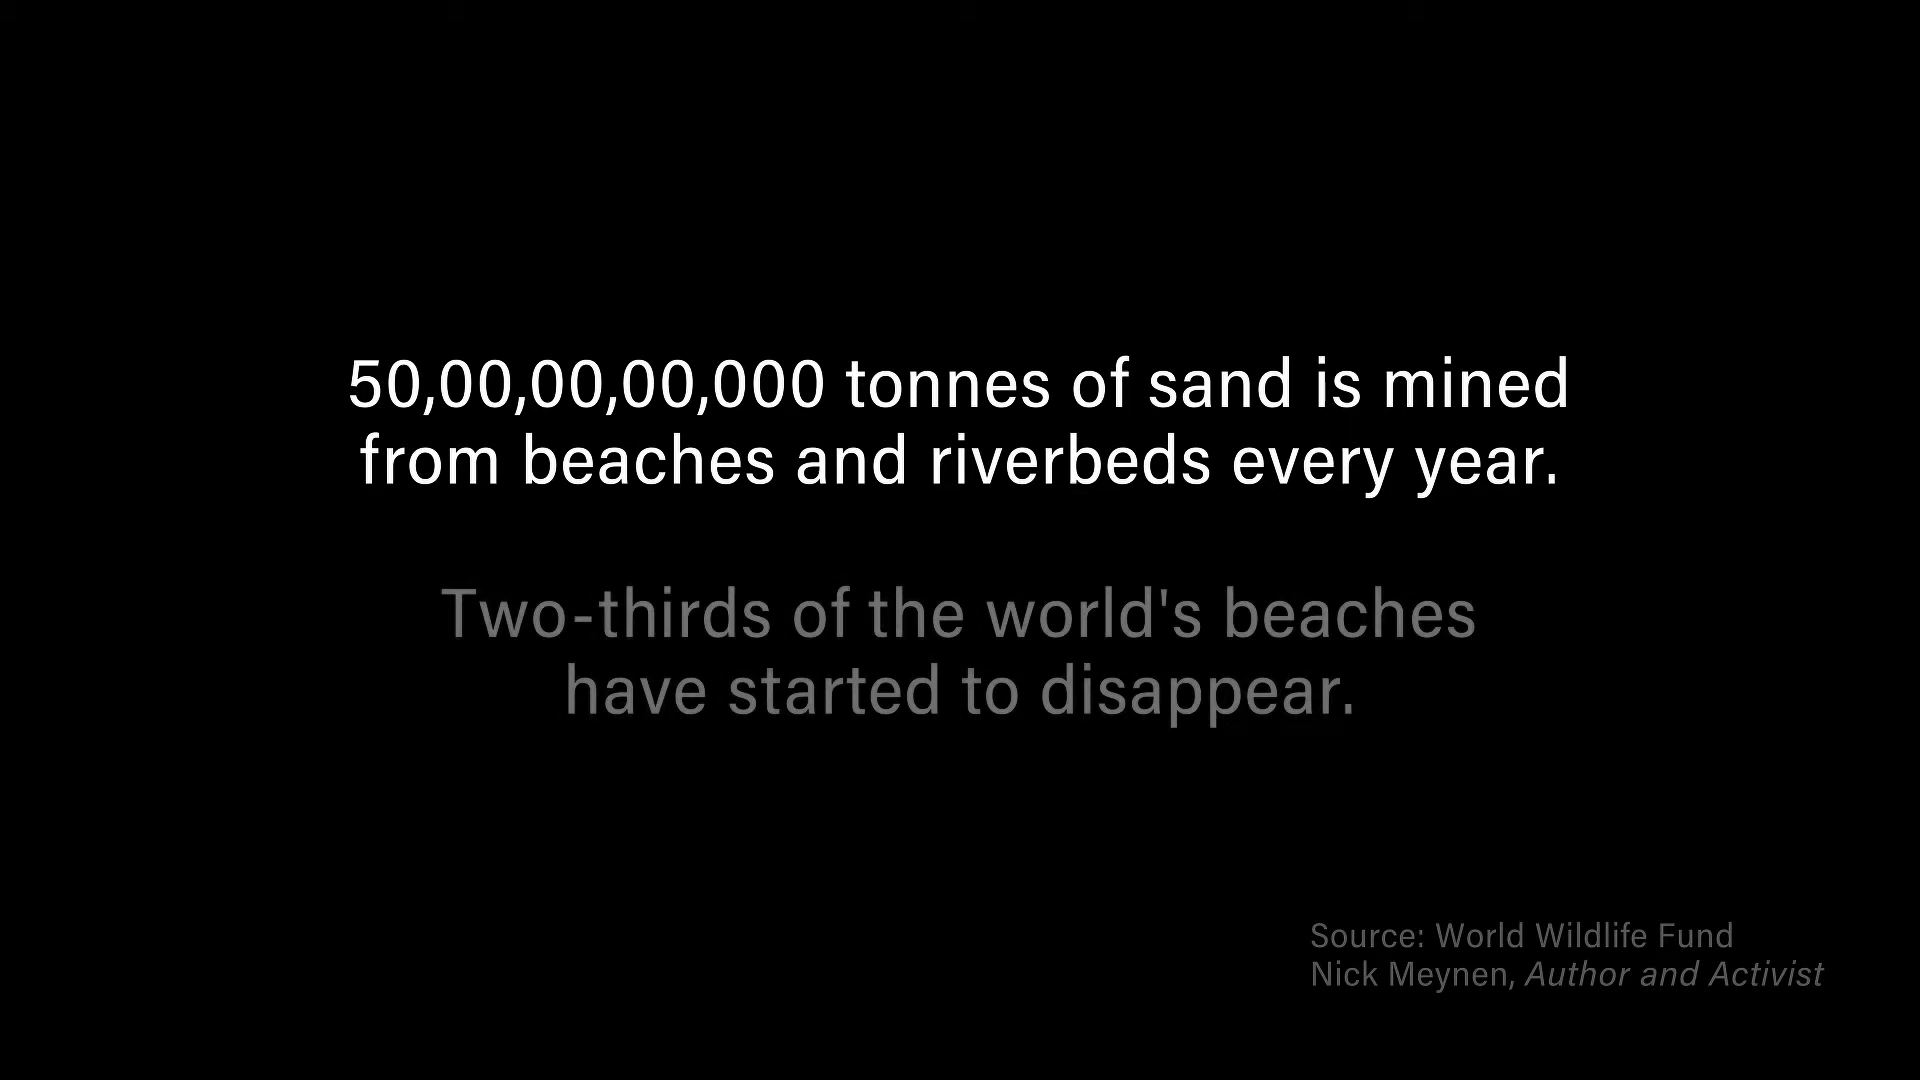 50,00,00,00,000 tonnes of sand is mined
from beaches and riverbeds every year.
Two-thirds of the world's beaches
have started to disappear.
Source: World Wildlife Fund
Nick Meynen, Author and Activist